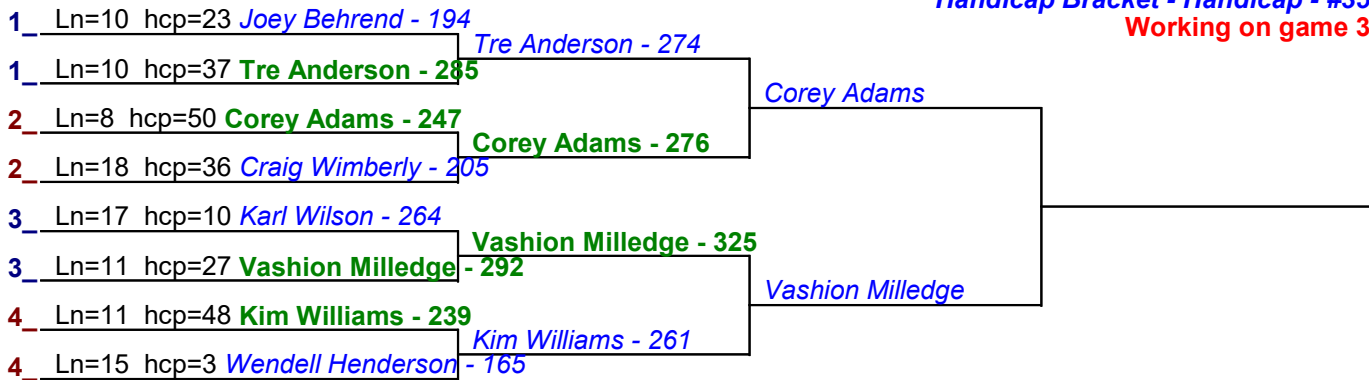 Handicap Bracket - Handicap - #35
Working on game 3
1_ Ln=10 hcp=23 Joey Behrend - 194
Tre Anderson - 274
1_ Ln=10 hcp=37 Tre Anderson - 285
Corey Adams
2_ Ln=8 hcp=50 Corey Adams - 247
Corey Adams - 276
2_ Ln=18 hcp=36 Craig Wimberly - 205
3_ Ln=17 hcp=10 Karl Wilson - 264
Vashion Milledge - 325
3_ Ln=11 hcp=27 Vashion Milledge - 292
Vashion Milledge
4_ Ln=11 hcp=48 Kim Williams - 239
Kim Williams - 261
4_ Ln=15 hcp=3 Wendell Henderson - 165